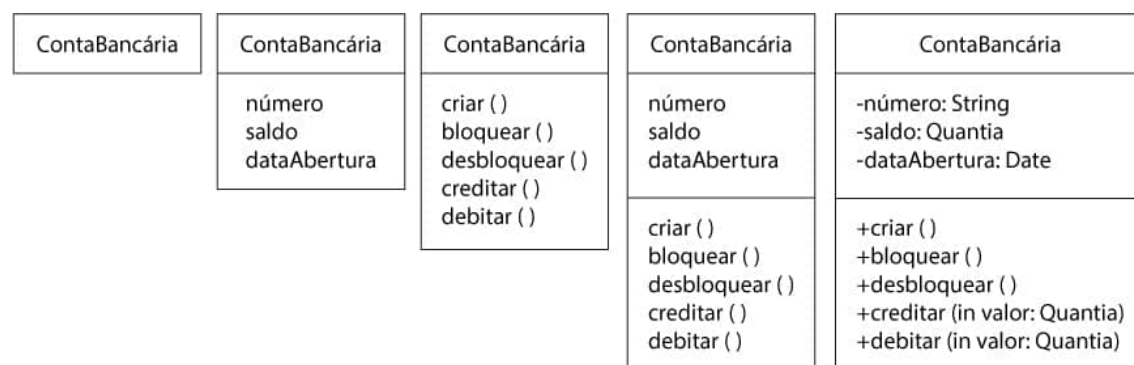 ContaBancária
ContaBancária
número
saldo
dataAbertura
ContaBancária
criar ( )
bloquear ( )
desbloquear ( )
creditar ( )
debitar ( )
ContaBancária
número
saldo
dataAbertura
criar ( )
bloquear ( )
desbloquear ( )
creditar ( )
debitar ( )
ContaBancária
-número: String
-saldo: Quantia
-dataAbertura: Date
+criar ( )
+bloquear ( )
+desbloquear ( )
+creditar (in valor: Quantia)
+debitar (in valor: Quantia)